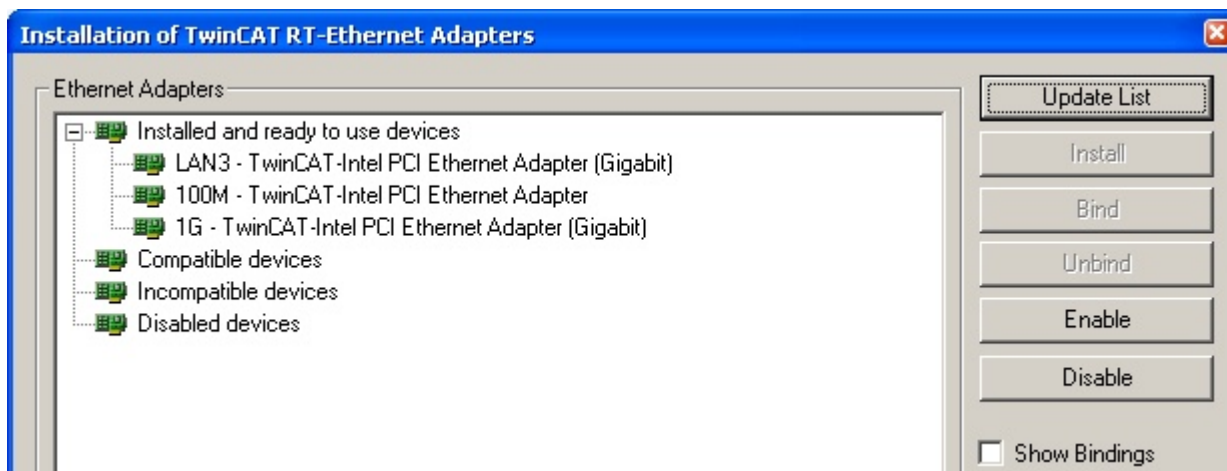 Installation of TwinCAT RT-Ethernet Adapters
Ethernet Adapters
Installed and ready to use devices
LAN3 - TwinCAT-Intel PCI Ethernet Adapter (Gigabit)
100M - TwinCAT-Intel PCI Ethernet Adapter
1G - TwinCAT-Intel PCI Ethernet Adapter (Gigabit)
Compatible devices
Incompatible devices
Disabled devices
Update List
Install
Bind
Unbind
Enable
Disable
Show Bindings